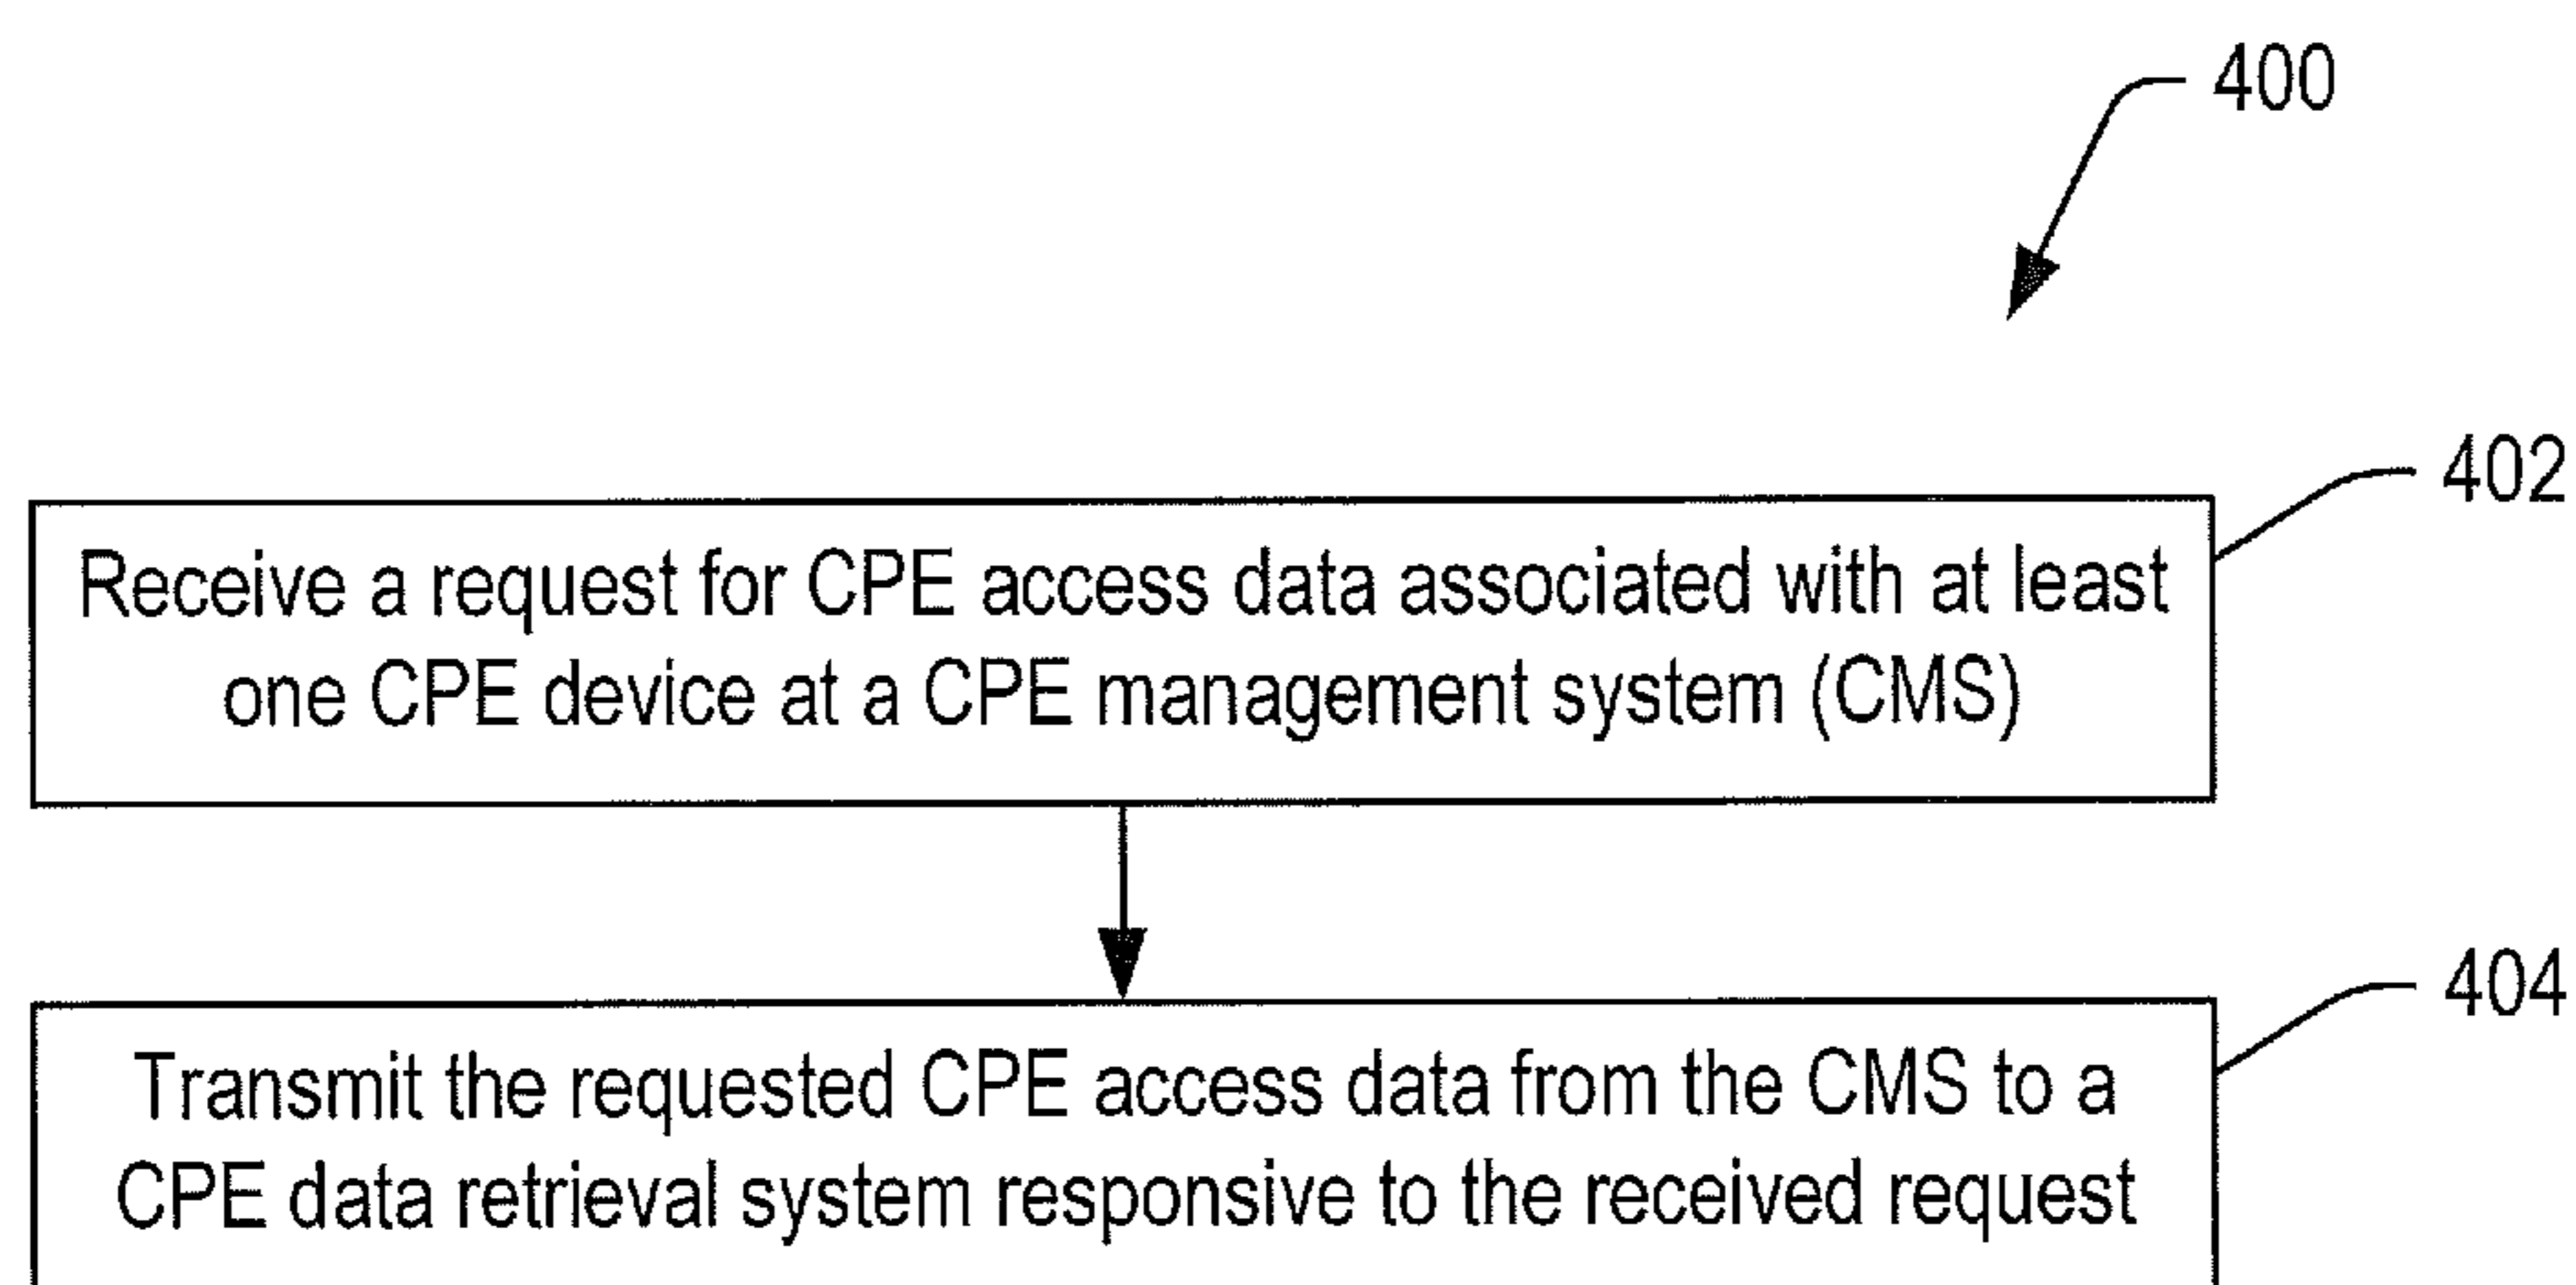 400
402
Receive a request for CPE access data associated with at least
one CPE device at a CPE management system (CMS)
404
Transmit the requested CPE access data from the CMS to a
CPE data retrieval system responsive to the received request